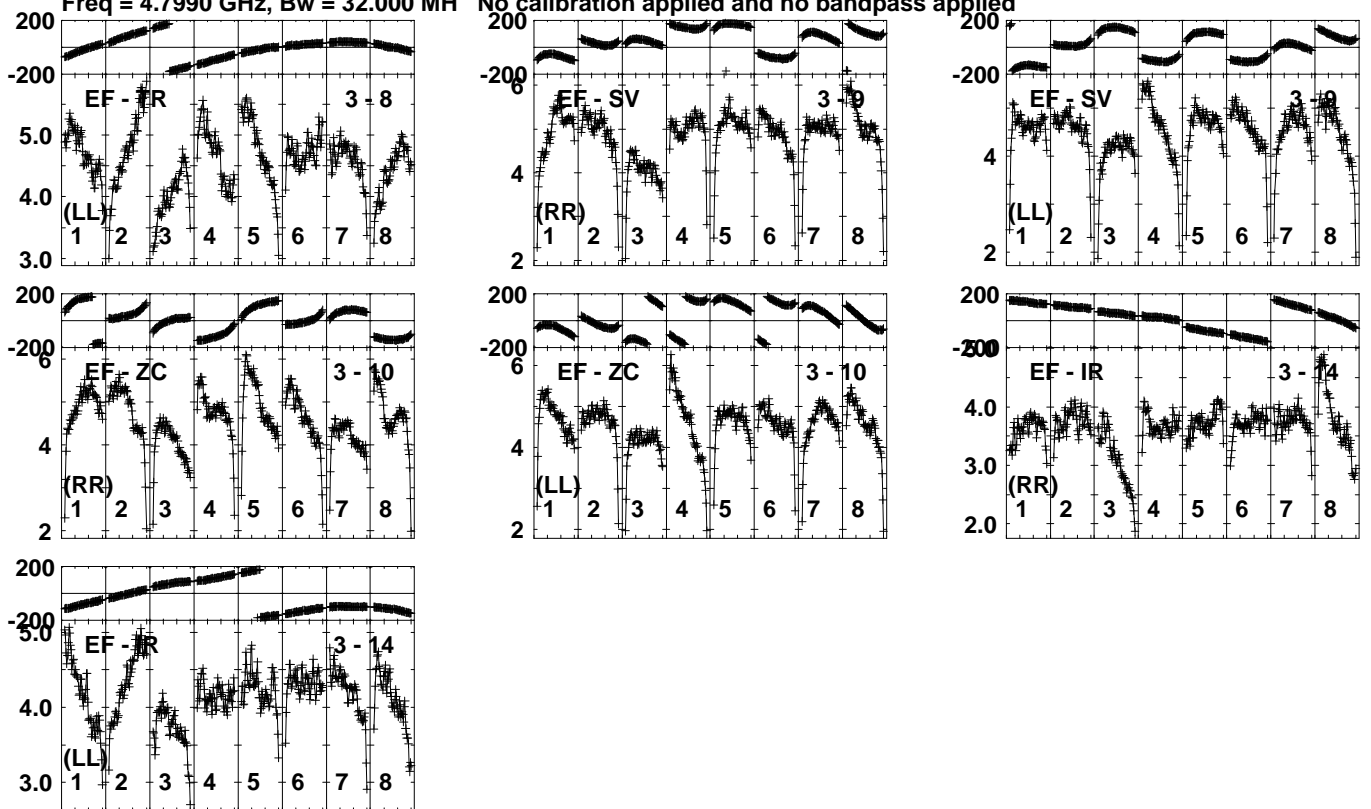 Freq = 4.7990 GHz, Bw = 32.000 MH No calibration applied and no bandpass applied
200
-200
EF - TR 3 - 8
5.0
4.0
3.0
(LL)
1 2 3 4 5 6 7 8
200
-200
6
EF - SV 3 - 9
4
2
(RR)
1 2 3 4 5 6 7 8
200
-200
EF - SV 3 - 9
4
2
(LL)
1 2 3 4 5 6 7 8
200
-200
6
EF - ZC 3 - 10
4
2
(RR)
1 2 3 4 5 6 7 8
200
-200
6
EF - ZC 3 - 10
4
2
(LL)
1 2 3 4 5 6 7 8
200
-200
5.0
EF - IR 3 - 14
4.0
3.0
2.0
(RR)
1 2 3 4 5 6 7 8
200
-200
5.0
EF - IR 3 - 14
4.0
3.0
(LL)
1 2 3 4 5 6 7 8